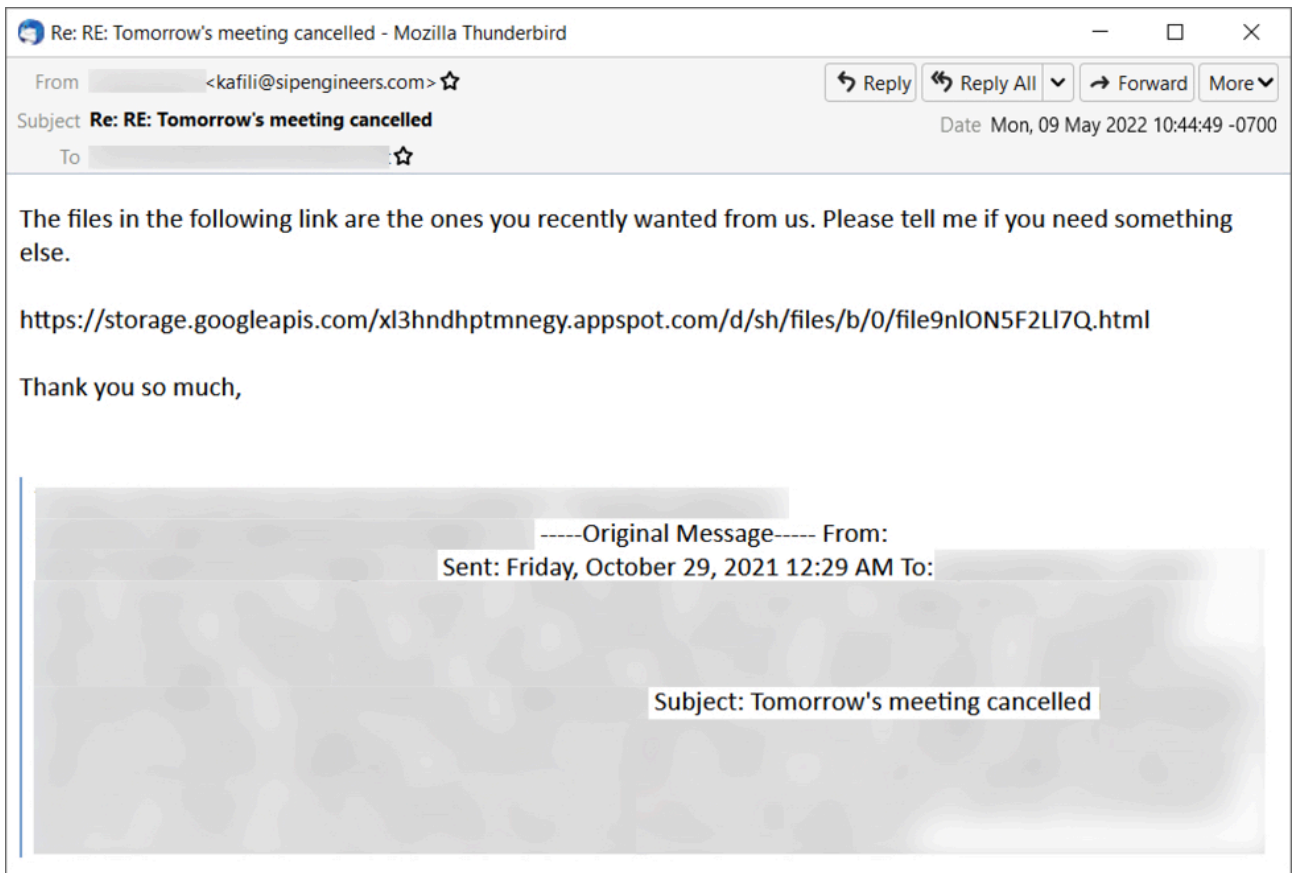 Re: RE: Tomorrow's meeting cancelled - Mozilla Thunderbird
From <kafili@sipengineers.com>
Reply
Reply All
Forward
More
Subject Re: RE: Tomorrow's meeting cancelled
Date Mon, 09 May 2022 10:44:49 -0700
To
The files in the following link are the ones you recently wanted from us. Please tell me if you need something
else.
https://storage.googleapis.com/xl3hndhptmnegy.appspot.com/d/sh/files/b/0/file9nlON5F2Ll7Q.html
Thank you so much,
-----Original Message----- From:
Sent: Friday, October 29, 2021 12:29 AM To:
Subject: Tomorrow's meeting cancelled